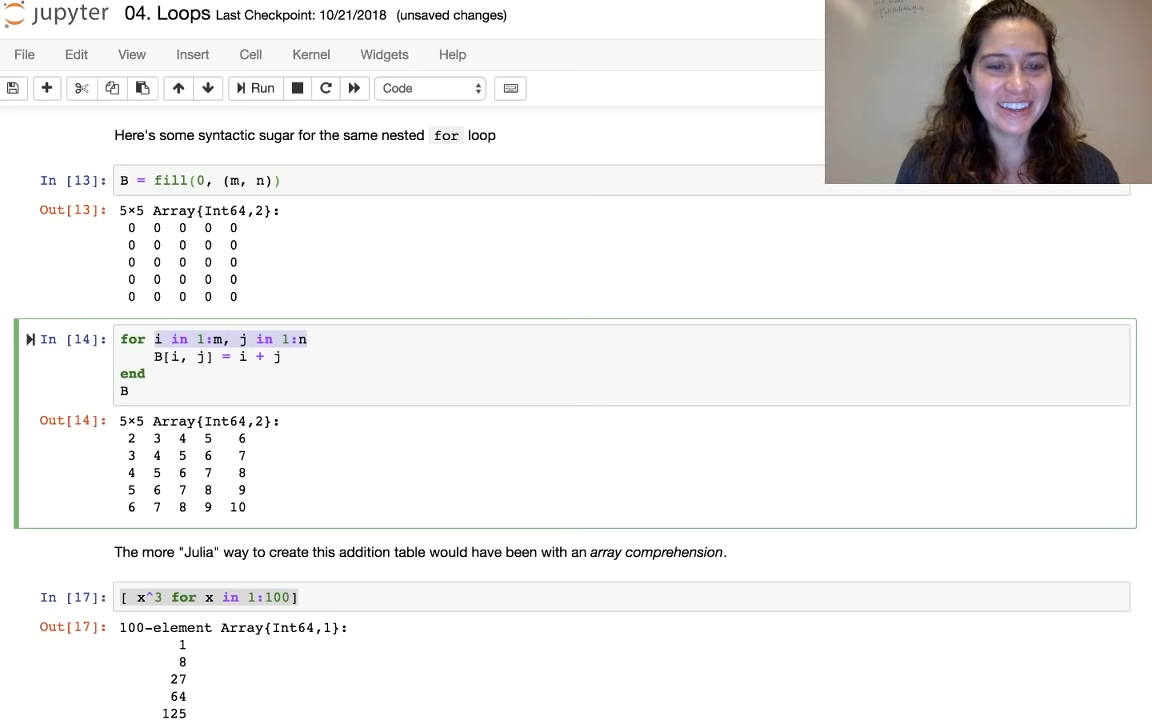 jupyter 04. Loops Last Checkpoint: 10/21/2018 (unsaved changes)
File Edit View Insert Cell Kernel Widgets Help
Run Code
Here's some syntactic sugar for the same nested for loop
In [13]: B = fill(0, (m, n))
Out[13]: 5×5 Array{Int64,2}:
0 0 0 0 0
0 0 0 0 0
0 0 0 0 0
0 0 0 0 0
0 0 0 0 0
In [14]: for i in 1:m, j in 1:n
B[i, j] = i + j
end
B
Out[14]: 5×5 Array{Int64,2}:
2 3 4 5 6
3 4 5 6 7
4 5 6 7 8
5 6 7 8 9
6 7 8 9 10
The more "Julia" way to create this addition table would have been with an array comprehension.
In [17]: [ x^3 for x in 1:100]
Out[17]: 100-element Array{Int64,1}:
1
8
27
64
125